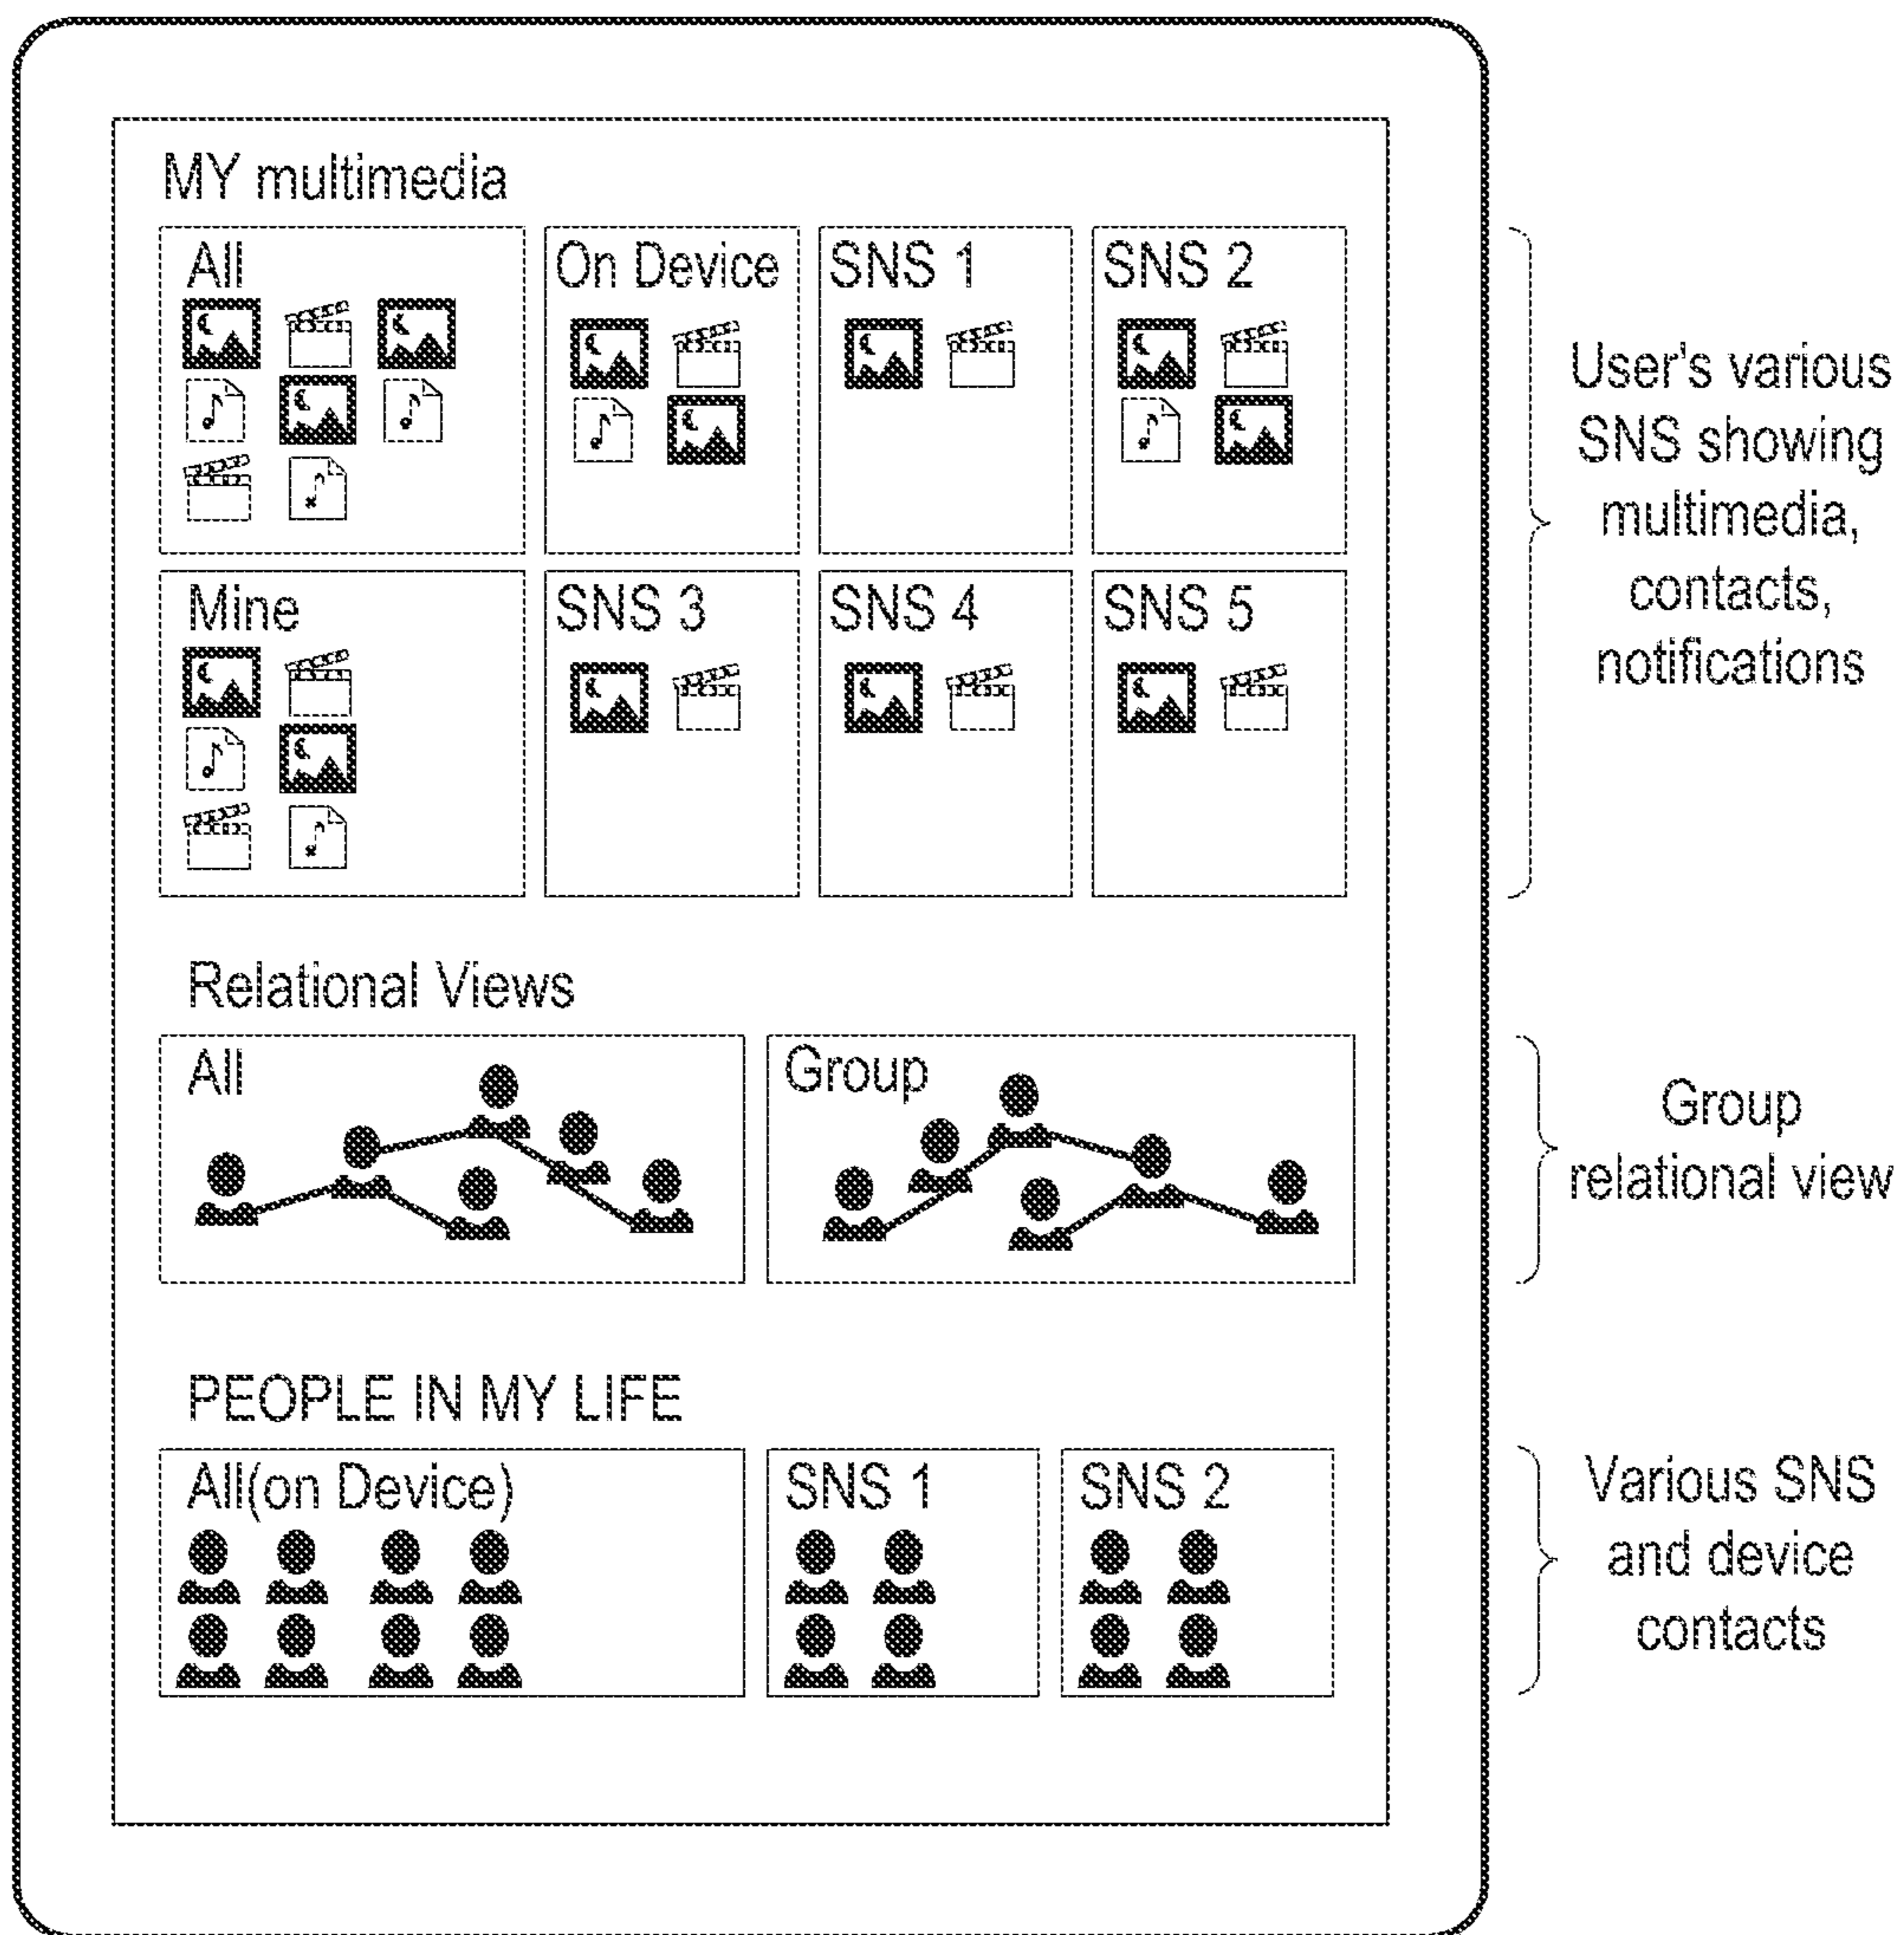 MY multimedia
All
On Device
SNS 1
SNS 2
Mine
SNS 3
SNS 4
SNS 5
User's various
SNS showing
multimedia,
contacts,
notifications
Relational Views
All
Group
Group
relational view
PEOPLE IN MY LIFE
All(on Device)
SNS 1
SNS 2
Various SNS
and device
contacts